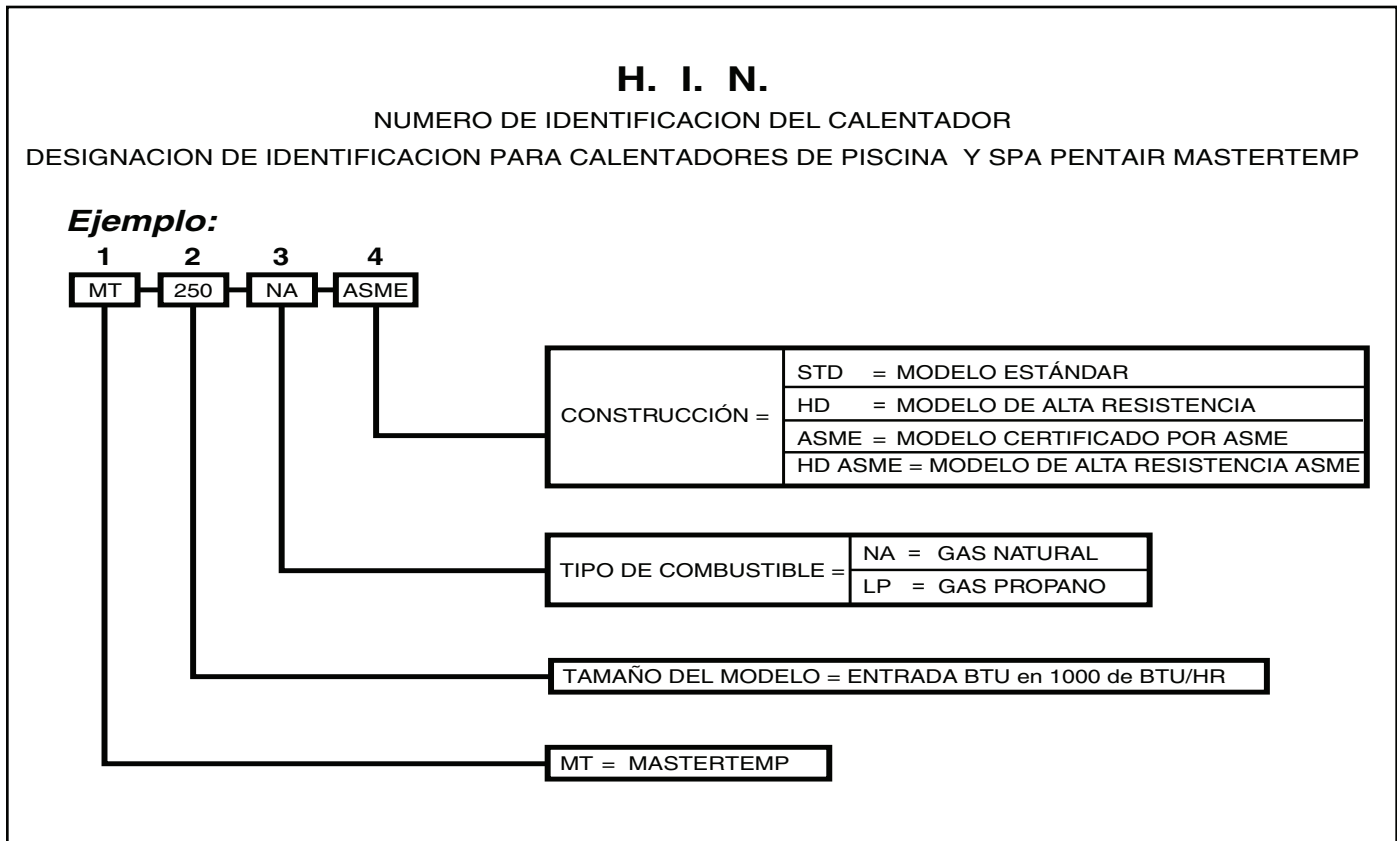 H. I. N.
NUMERO DE IDENTIFICACION DEL CALENTADOR
DESIGNACION DE IDENTIFICACION PARA CALENTADORES DE PISCINA Y SPA PENTAIR MASTERTEMP
Ejemplo:
1 2 3 4
MT 250 NA ASME
CONSTRUCCIÓN =
STD = MODELO ESTÁNDAR
HD = MODELO DE ALTA RESISTENCIA
ASME = MODELO CERTIFICADO POR ASME
HD ASME = MODELO DE ALTA RESISTENCIA ASME
TIPO DE COMBUSTIBLE =
NA = GAS NATURAL
LP = GAS PROPANO
TAMAÑO DEL MODELO = ENTRADA BTU en 1000 de BTU/HR
MT = MASTERTEMP